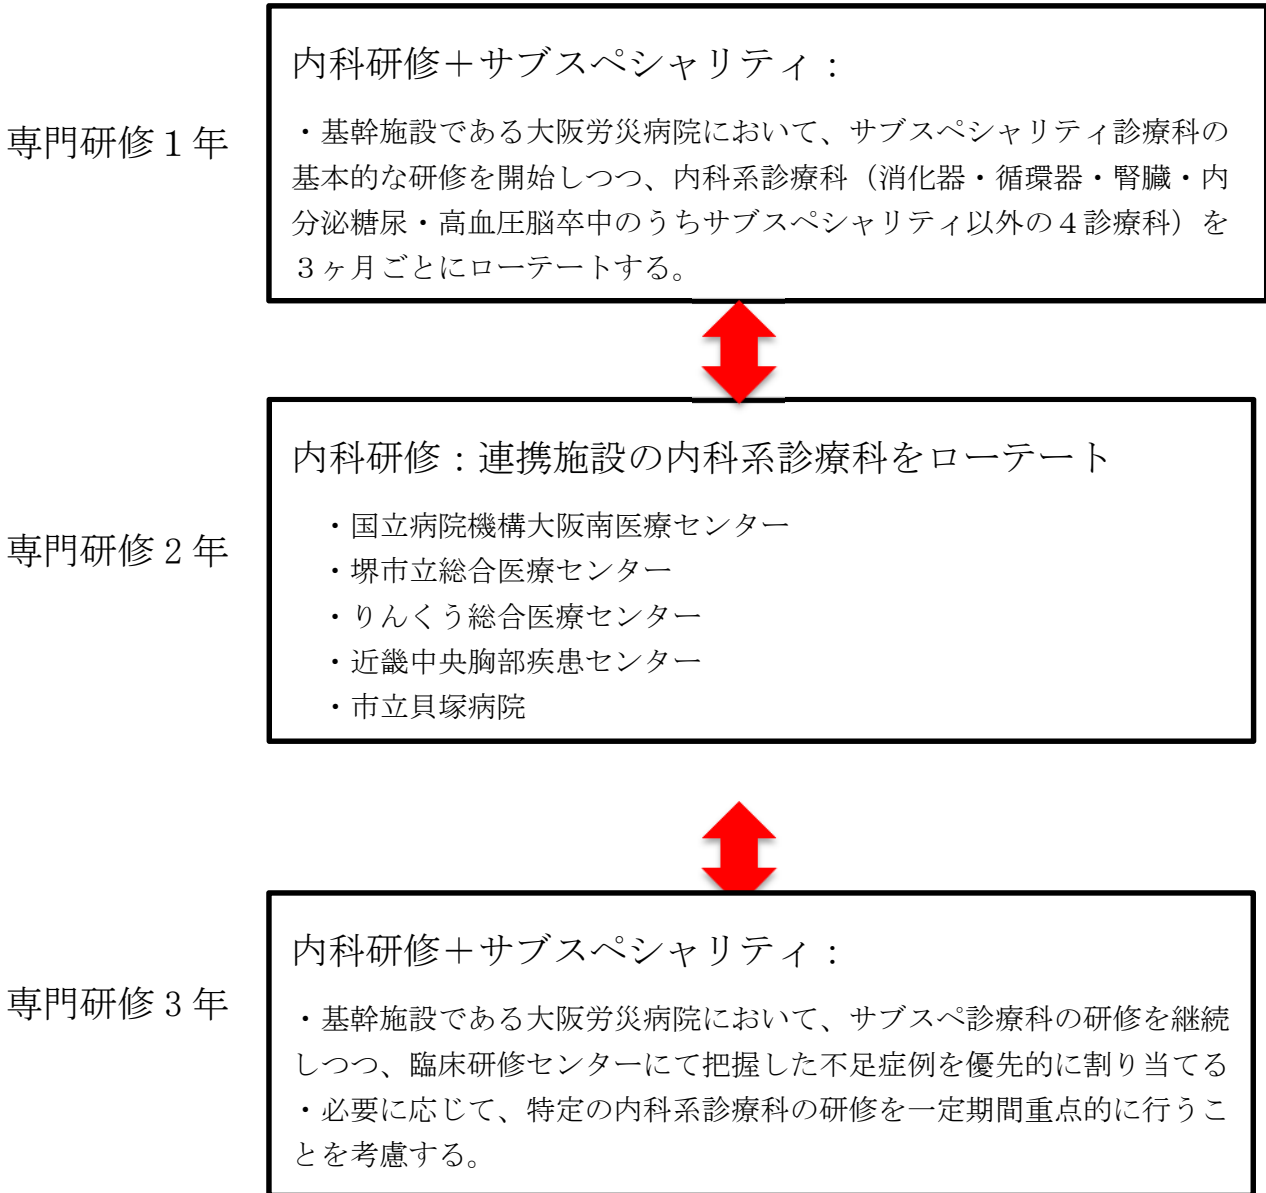 専門研修１年
内科研修＋サブスペシャリティ：
・基幹施設である大阪労災病院において、サブスペシャリティ診療科の
基本的な研修を開始しつつ、内科系診療科（消化器・循環器・腎臓・内
分泌糖尿・高血圧脳卒中のうちサブスペシャリティ以外の４診療科）を
３ヶ月ごとにローテートする。
専門研修 2 年
内科研修：連携施設の内科系診療科をローテート
・国立病院機構大阪南医療センター
・堺市立総合医療センター
・りんくう総合医療センター
・近畿中央胸部疾患センター
・市立貝塚病院
専門研修 3 年
内科研修＋サブスペシャリティ：
・基幹施設である大阪労災病院において、サブスペ診療科の研修を継続
しつつ、臨床研修センターにて把握した不足症例を優先的に割り当てる
・必要に応じて、特定の内科系診療科の研修を一定期間重点的に行うこ
とを考慮する。